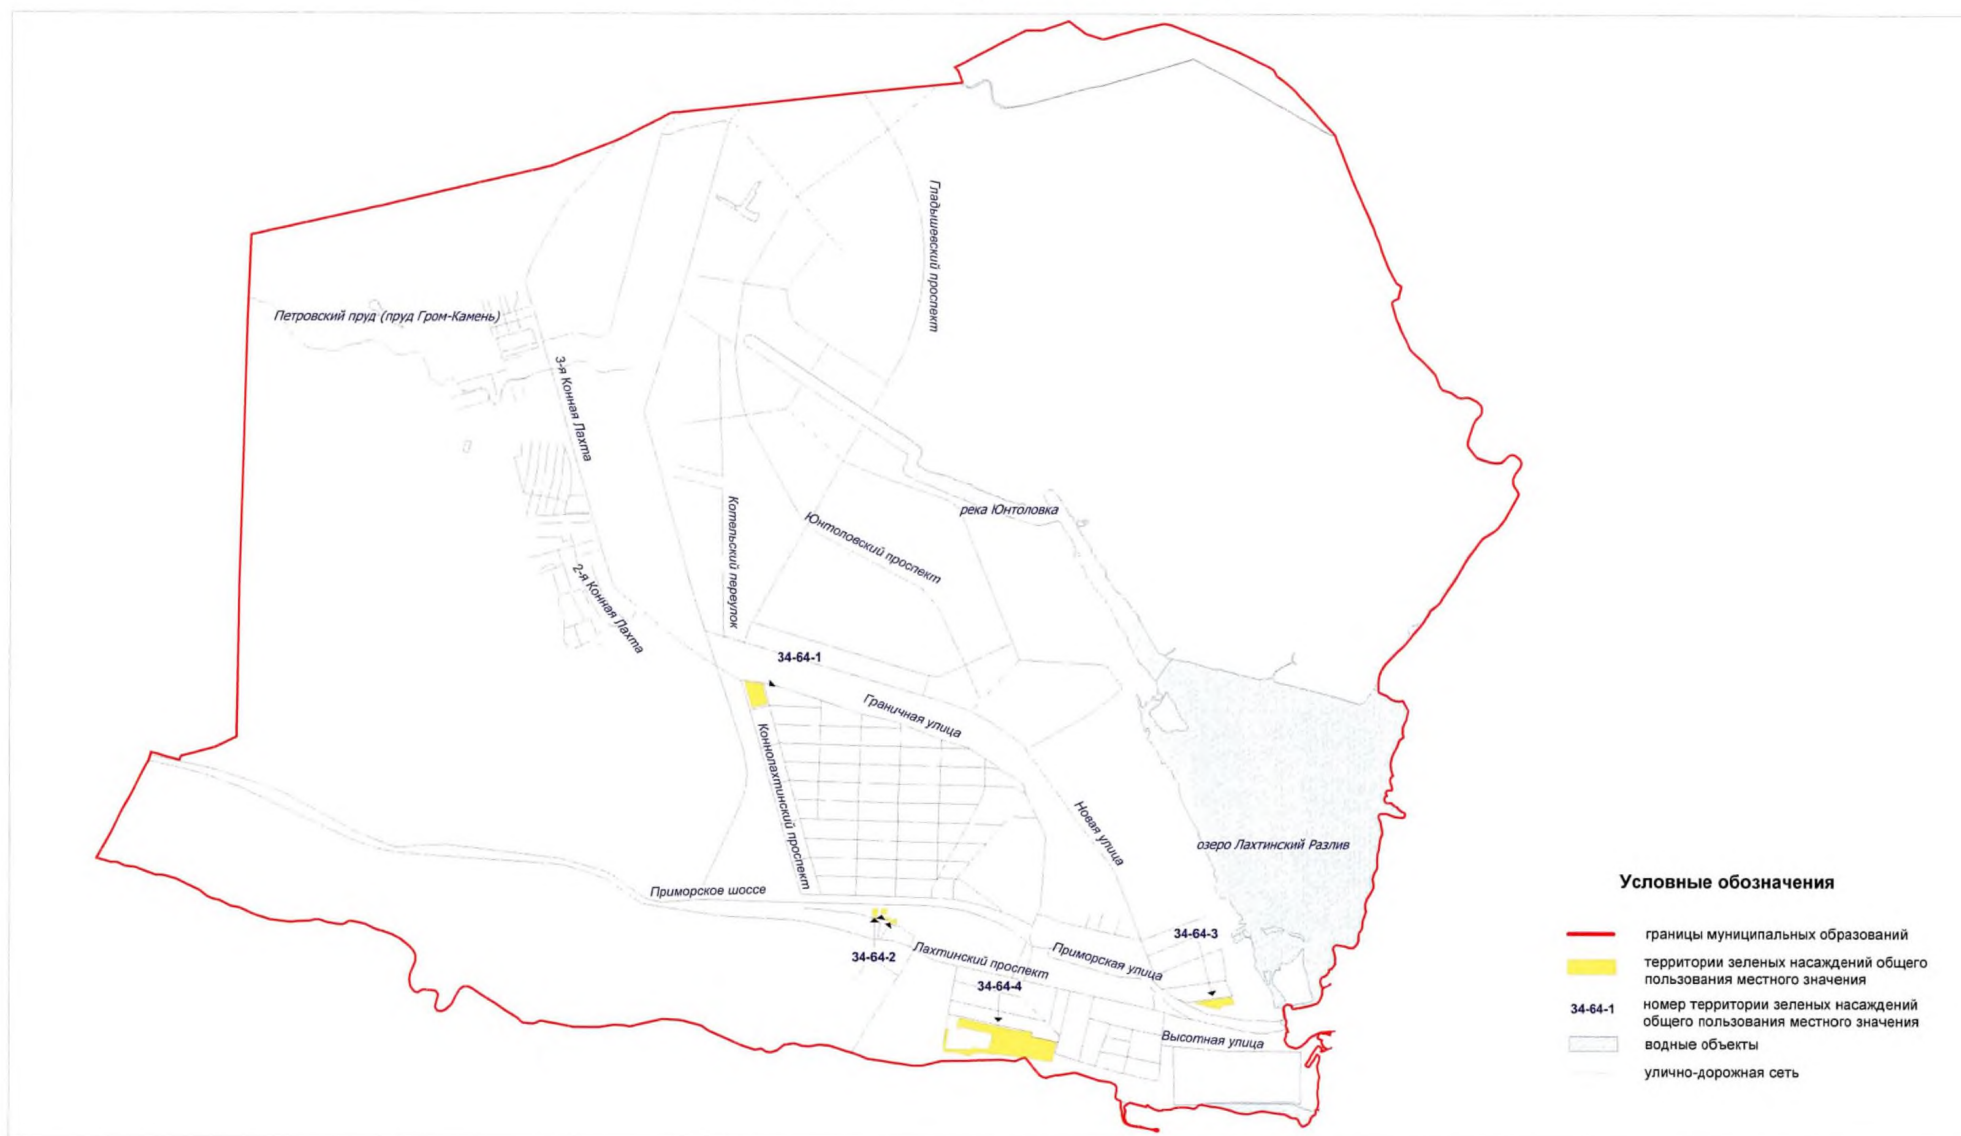 Гладышевский проспект
Петровский пруд (пруд Гром-Камень)
3-я Конная Лахта
река Юнтоловка
Котельский переулок
Юнтоловский проспект
2-я Конная Лахта
34-64-1
Граничная улица
Коннолахтинский проспект
Новая улица
озеро Лахтинский Разлив
Приморское шоссе
34-64-3
34-64-2
Лахтинский проспект
Приморская улица
34-64-4
Высотная улица
Условные обозначения
границы муниципальных образований
территории зеленых насаждений общего
пользования местного значения
34-64-1
номер территории зеленых насаждений
общего пользования местного значения
водные объекты
улично-дорожная сеть